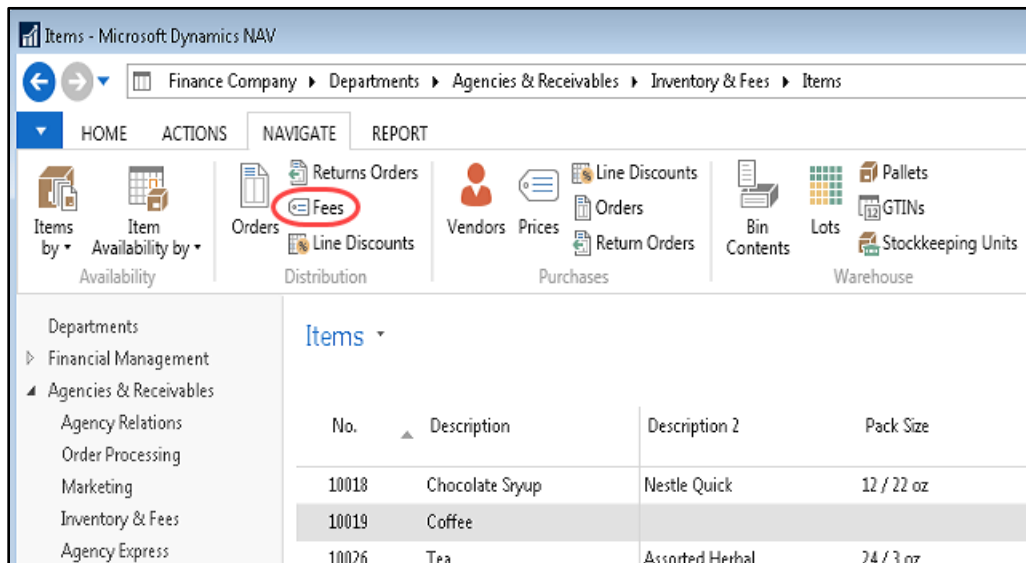 Items - Microsoft Dynamics NAV
Finance Company ▸ Departments ▸ Agencies & Receivables ▸ Inventory & Fees ▸ Items
HOME ACTIONS NAVIGATE REPORT
Items by
Item Availability by
Availability
Orders
Returns Orders
Fees
Line Discounts
Distribution
Vendors
Prices
Line Discounts
Orders
Return Orders
Purchases
Bin Contents
Lots
Pallets
GTINs
Stockkeeping Units
Warehouse
Departments
Financial Management
Agencies & Receivables
Agency Relations
Order Processing
Marketing
Inventory & Fees
Agency Express
Items
No. Description Description 2 Pack Size
10018 Chocolate Sryup Nestle Quick 12 / 22 oz
10019 Coffee
10026 Tea Assorted Herbal 24 / 3 oz